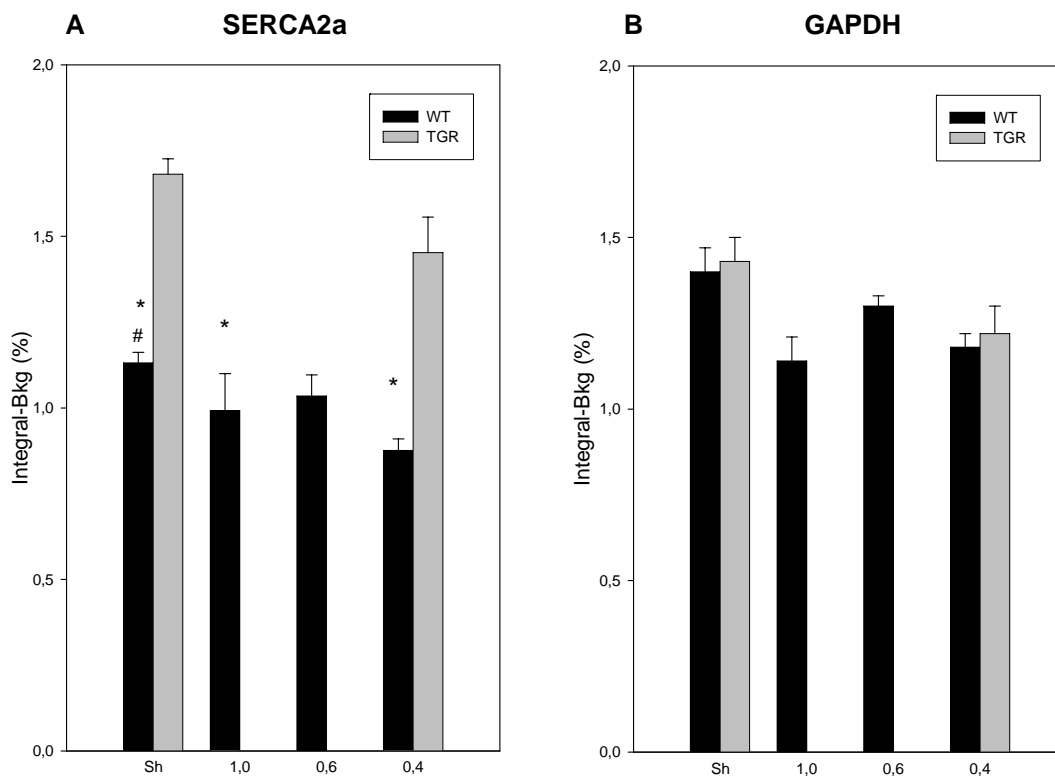 A SERCA2a
2,0
1,5
1,0
0,5
0,0
Integral-Bkg (%)
WT
TGR
*
#
*
*
Sh 1,0 0,6 0,4
B GAPDH
2,0
1,5
1,0
0,5
0,0
Integral-Bkg (%)
WT
TGR
Sh 1,0 0,6 0,4